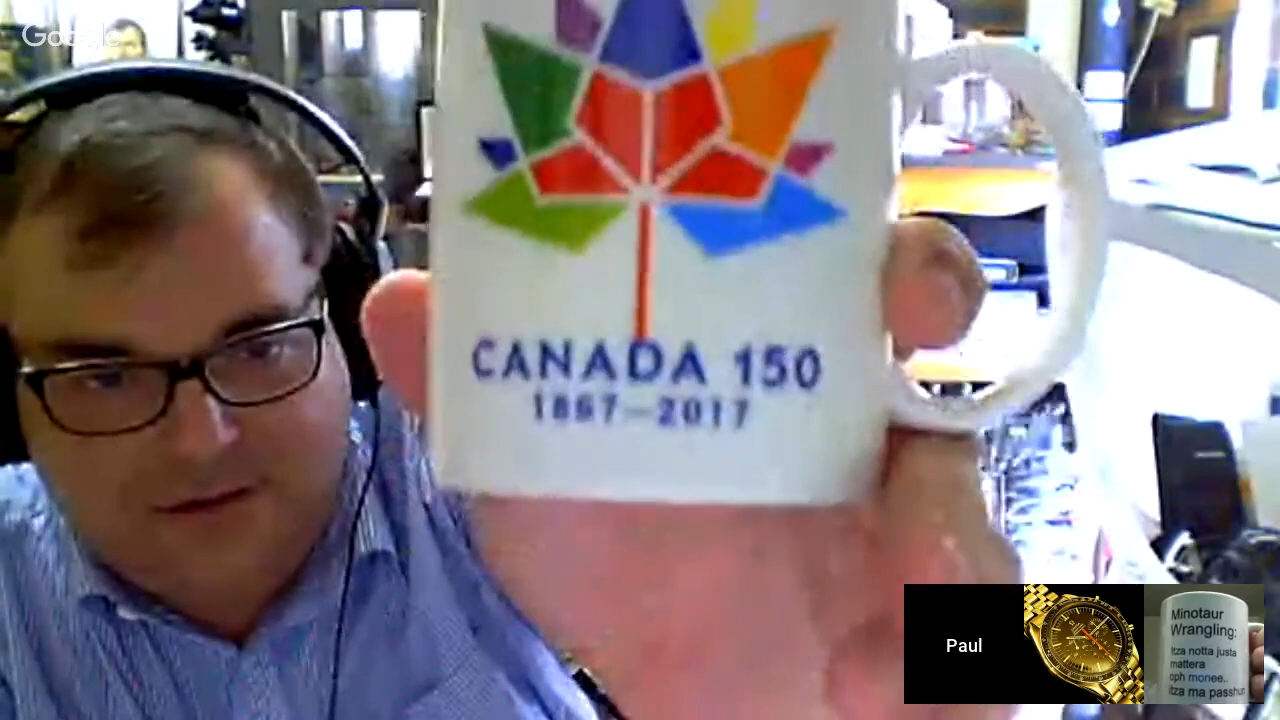 Google
CANADA 150
1867–2017
Paul
Minotaur
Wrangling:
Itza notta justa
mattera
oph monee..
itza ma passhun